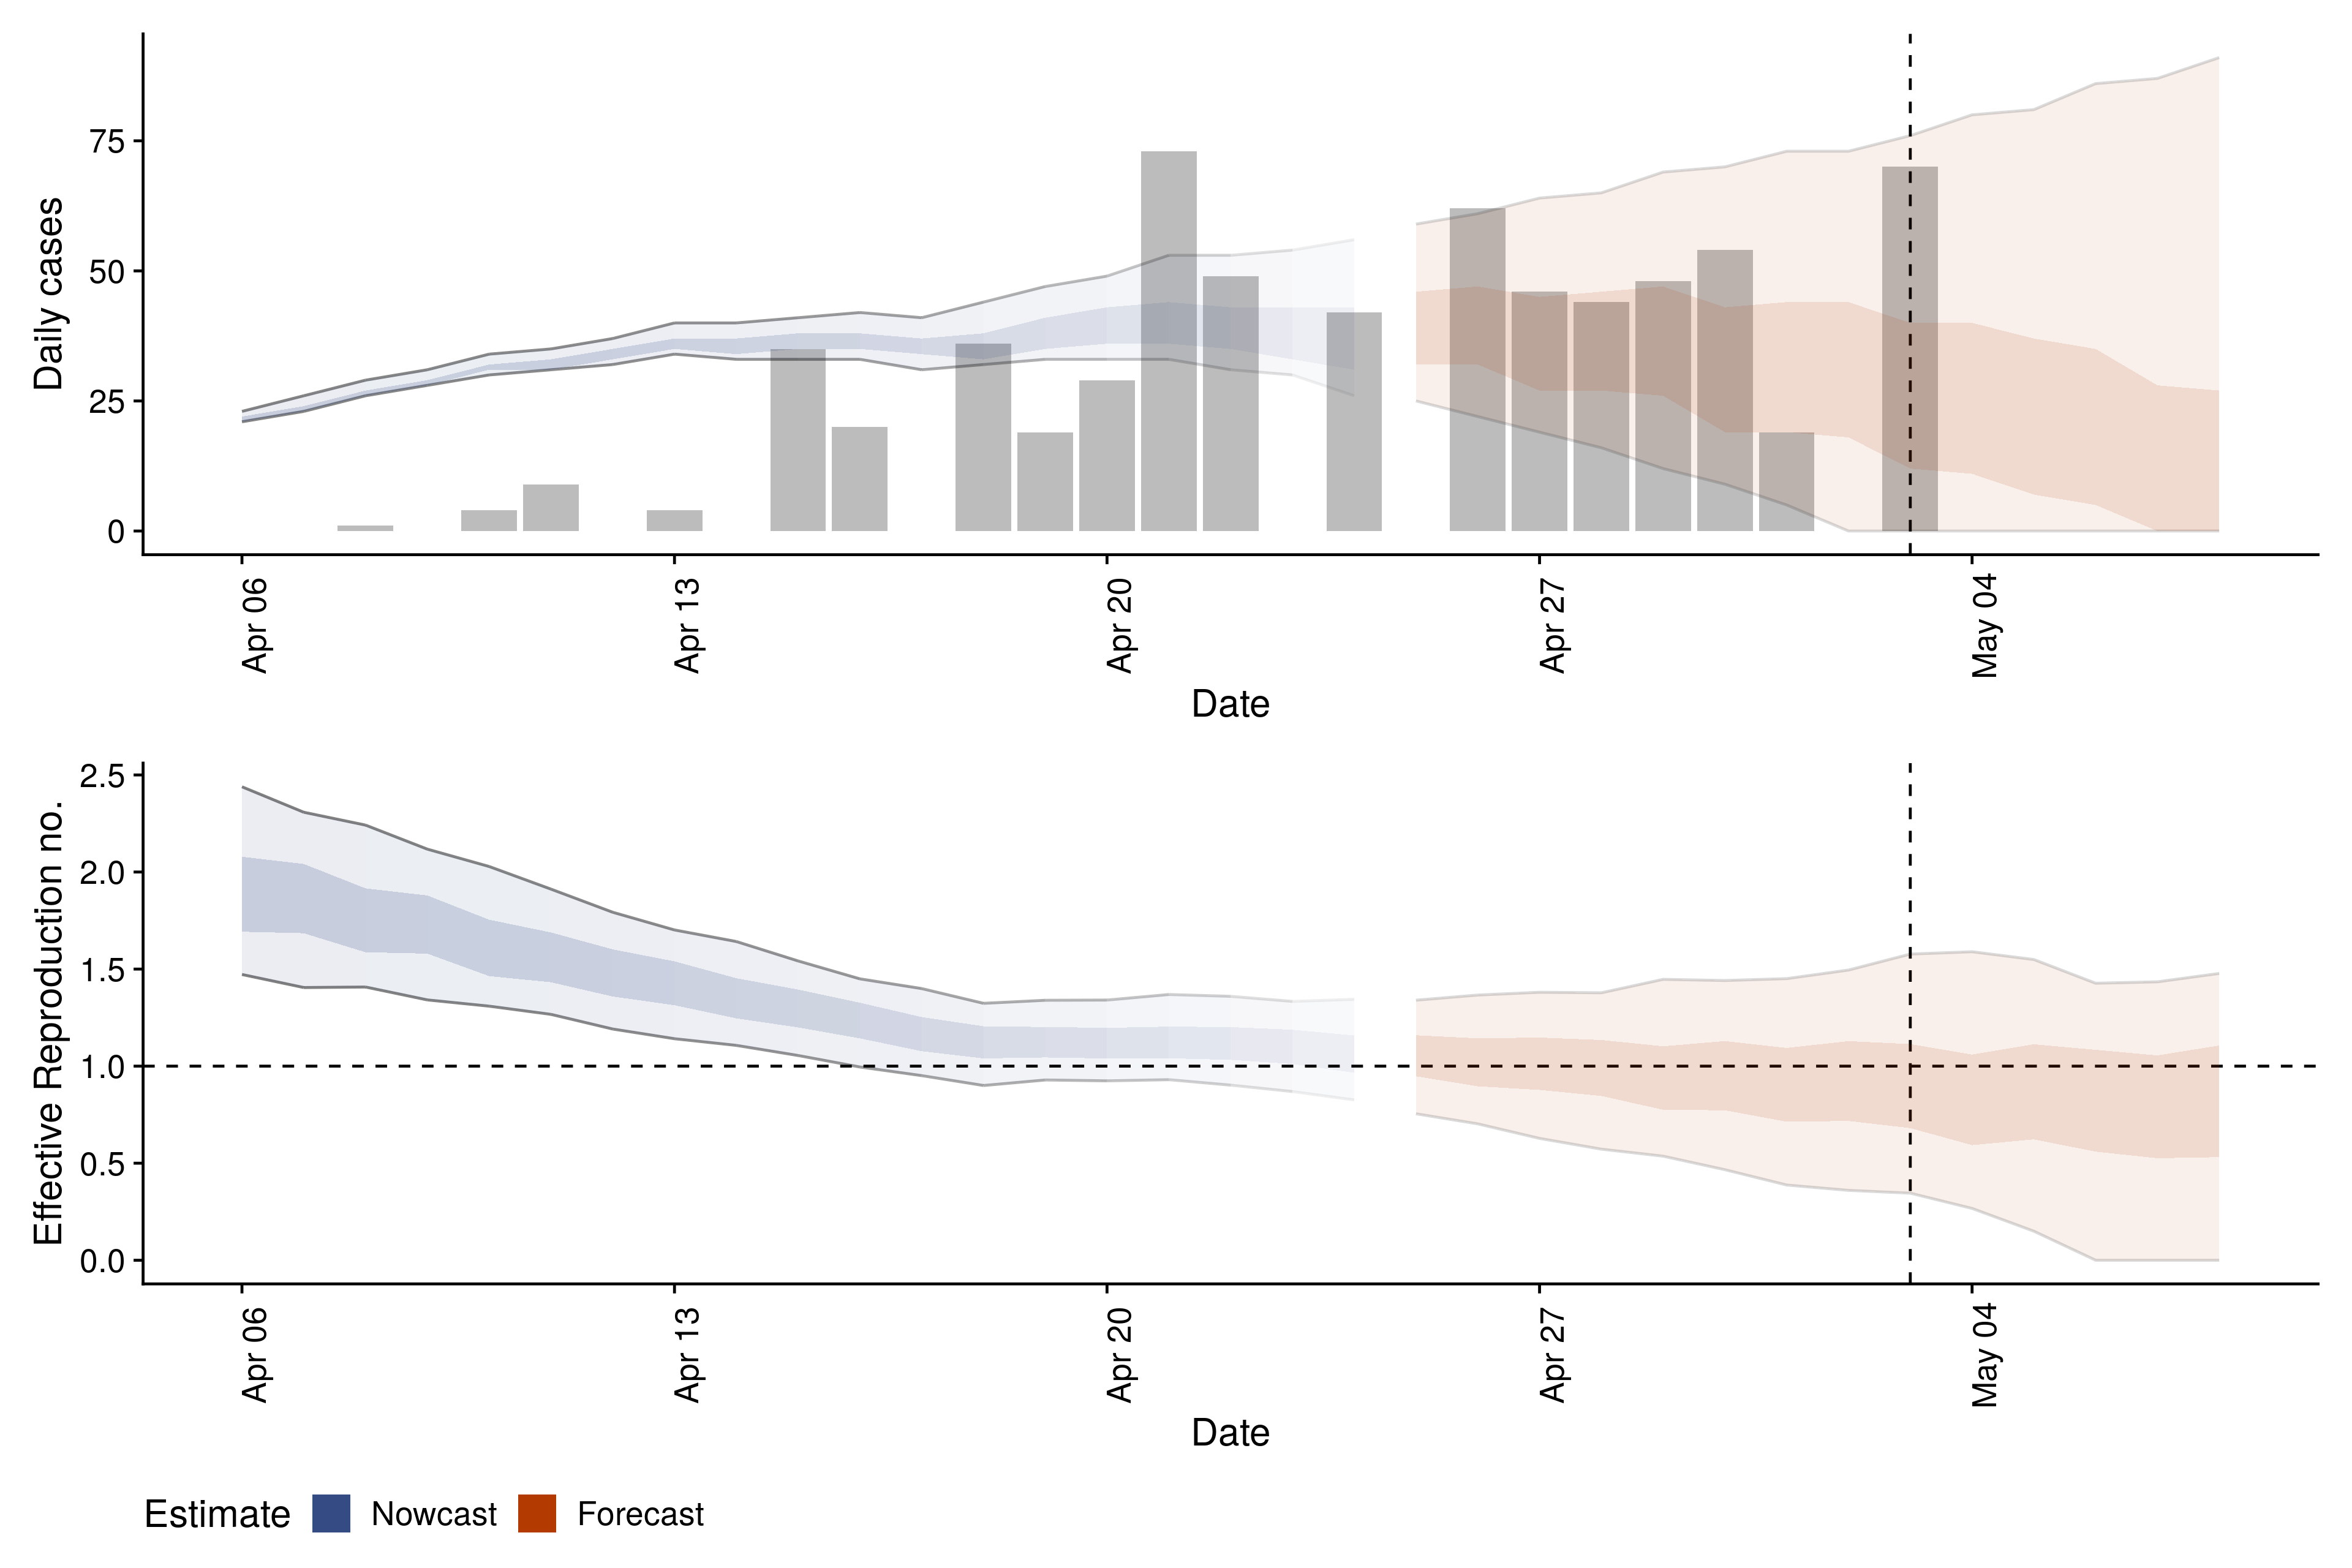 Daily cases
75
50
25
0
Apr 06
Apr 13
Apr 20
Apr 27
May 04
Date
Effective Reproduction no.
2.5
2.0
1.5
1.0
0.5
0.0
Apr 06
Apr 13
Apr 20
Apr 27
May 04
Date
Estimate Nowcast Forecast